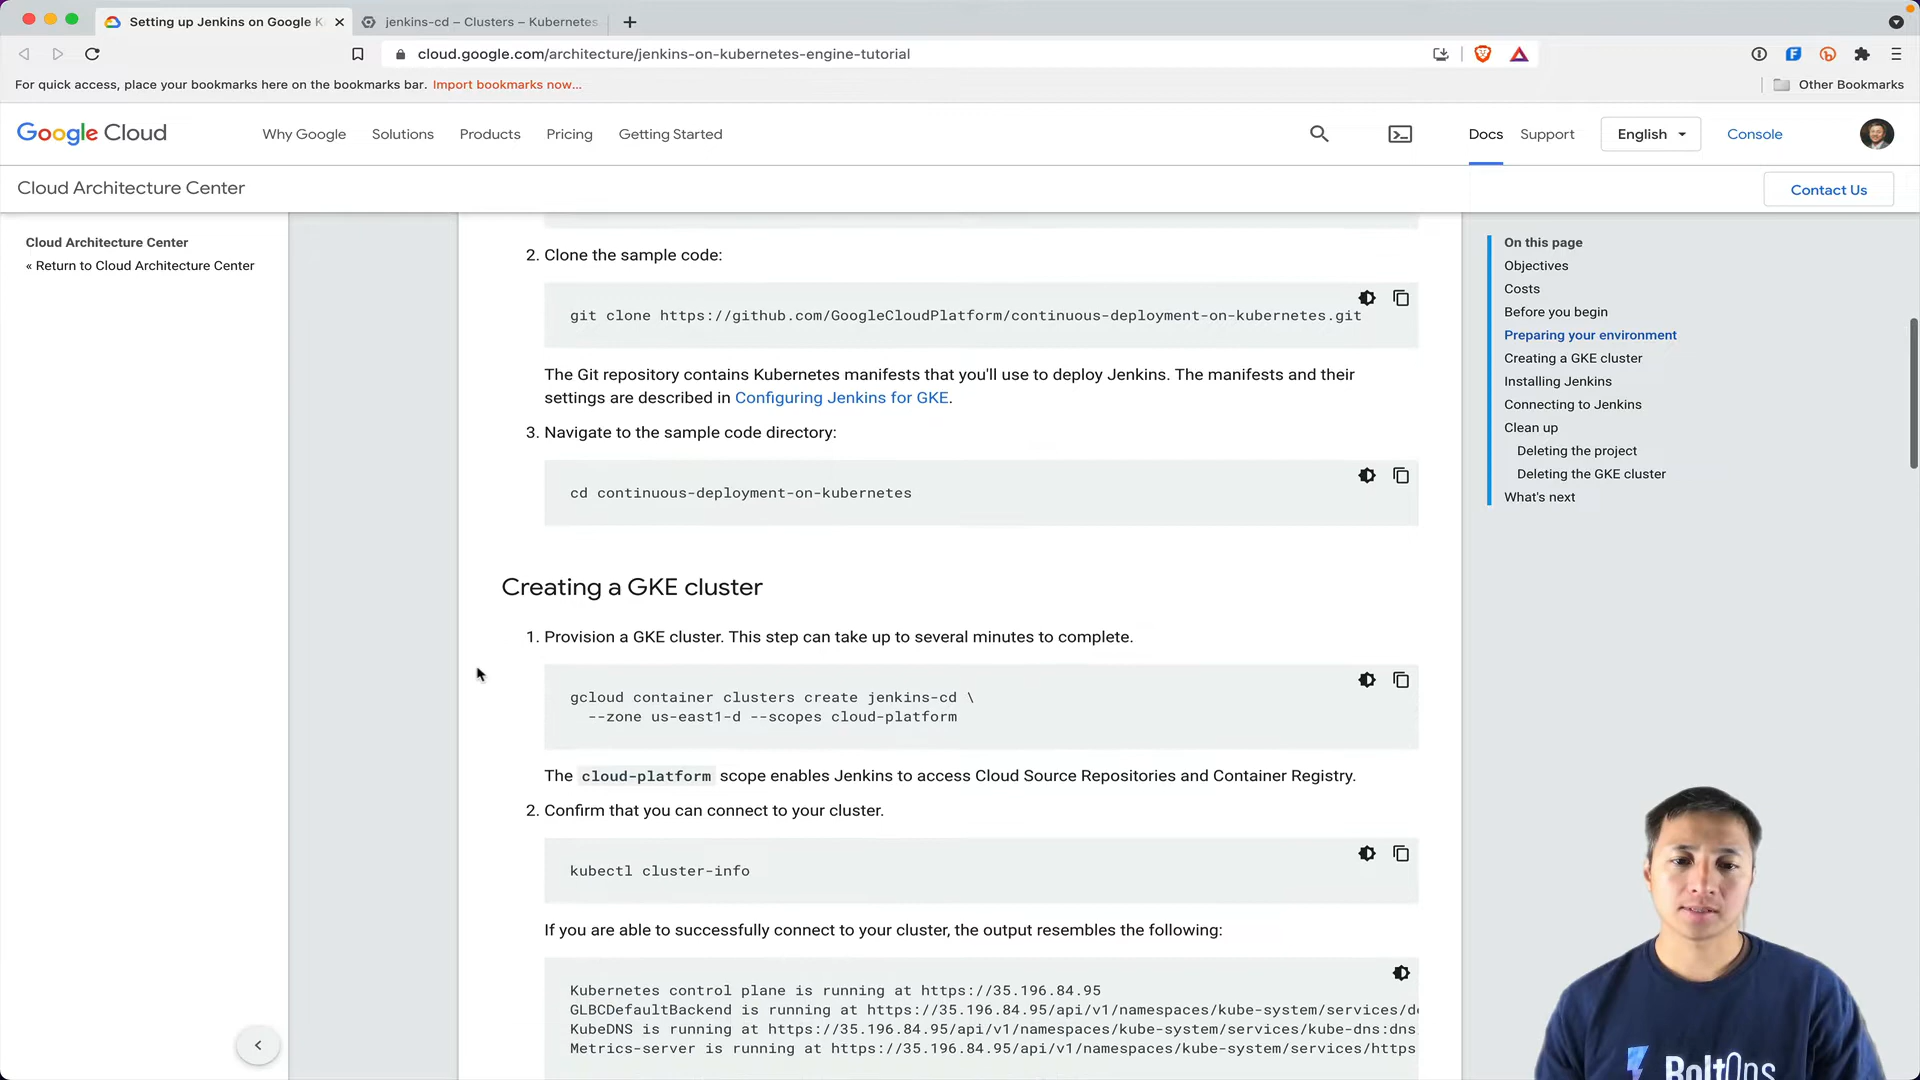 Setting up Jenkins on Google K
jenkins-cd – Clusters – Kubernetes
cloud.google.com/architecture/jenkins-on-kubernetes-engine-tutorial
For quick access, place your bookmarks here on the bookmarks bar. Import bookmarks now...
Other Bookmarks
Google Cloud
Why Google
Solutions
Products
Pricing
Getting Started
Docs
Support
English
Console
Cloud Architecture Center
Contact Us
Cloud Architecture Center
« Return to Cloud Architecture Center
2. Clone the sample code:
git clone https://github.com/GoogleCloudPlatform/continuous-deployment-on-kubernetes.git
The Git repository contains Kubernetes manifests that you'll use to deploy Jenkins. The manifests and their
settings are described in Configuring Jenkins for GKE.
3. Navigate to the sample code directory:
cd continuous-deployment-on-kubernetes
Creating a GKE cluster
1. Provision a GKE cluster. This step can take up to several minutes to complete.
gcloud container clusters create jenkins-cd \
--zone us-east1-d --scopes cloud-platform
The cloud-platform scope enables Jenkins to access Cloud Source Repositories and Container Registry.
2. Confirm that you can connect to your cluster.
kubectl cluster-info
If you are able to successfully connect to your cluster, the output resembles the following:
Kubernetes control plane is running at https://35.196.84.95
GLBCDefaultBackend is running at https://35.196.84.95/api/v1/namespaces/kube-system/services/de
KubeDNS is running at https://35.196.84.95/api/v1/namespaces/kube-system/services/kube-dns:dns
Metrics-server is running at https://35.196.84.95/api/v1/namespaces/kube-system/services/https
On this page
Objectives
Costs
Before you begin
Preparing your environment
Creating a GKE cluster
Installing Jenkins
Connecting to Jenkins
Clean up
Deleting the project
Deleting the GKE cluster
What's next
BoltOps